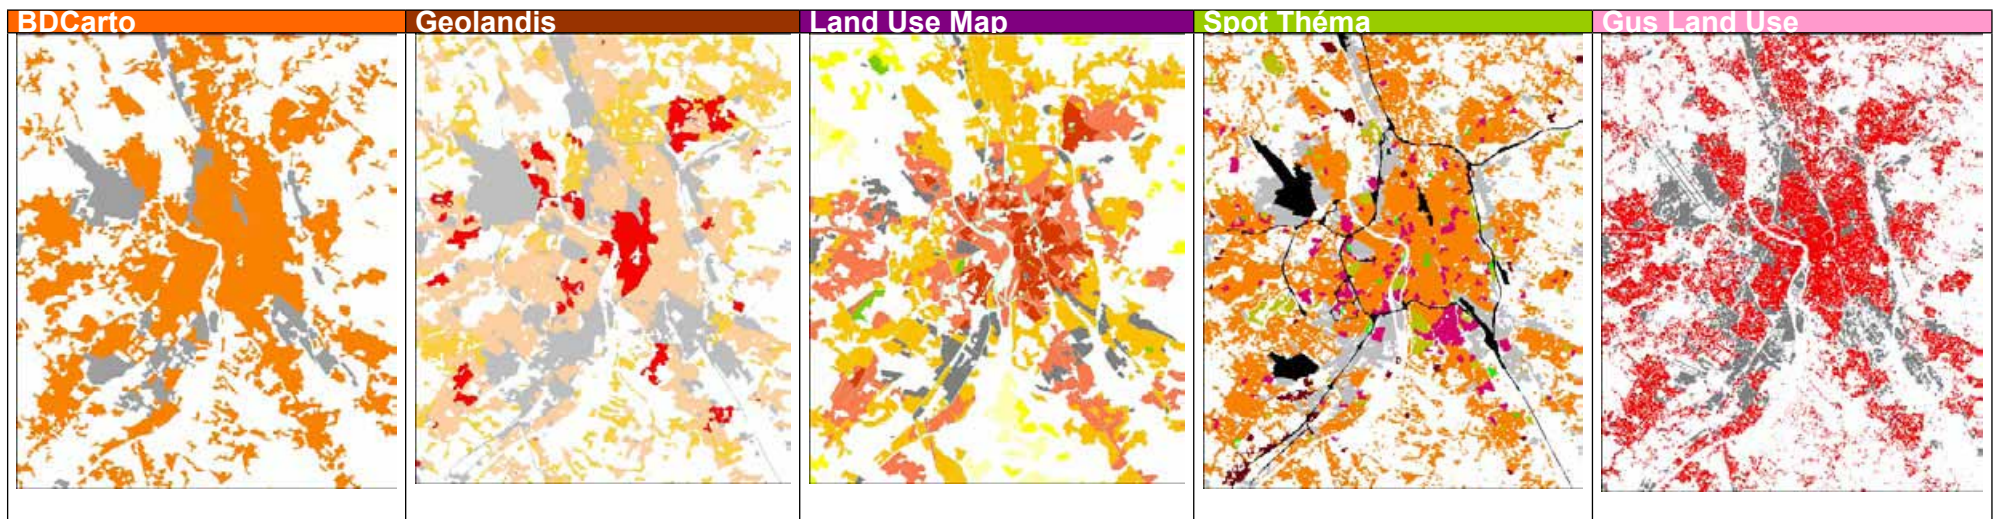 BDCarto
Geolandis
Land Use Map
Spot Théma
Gus Land Use